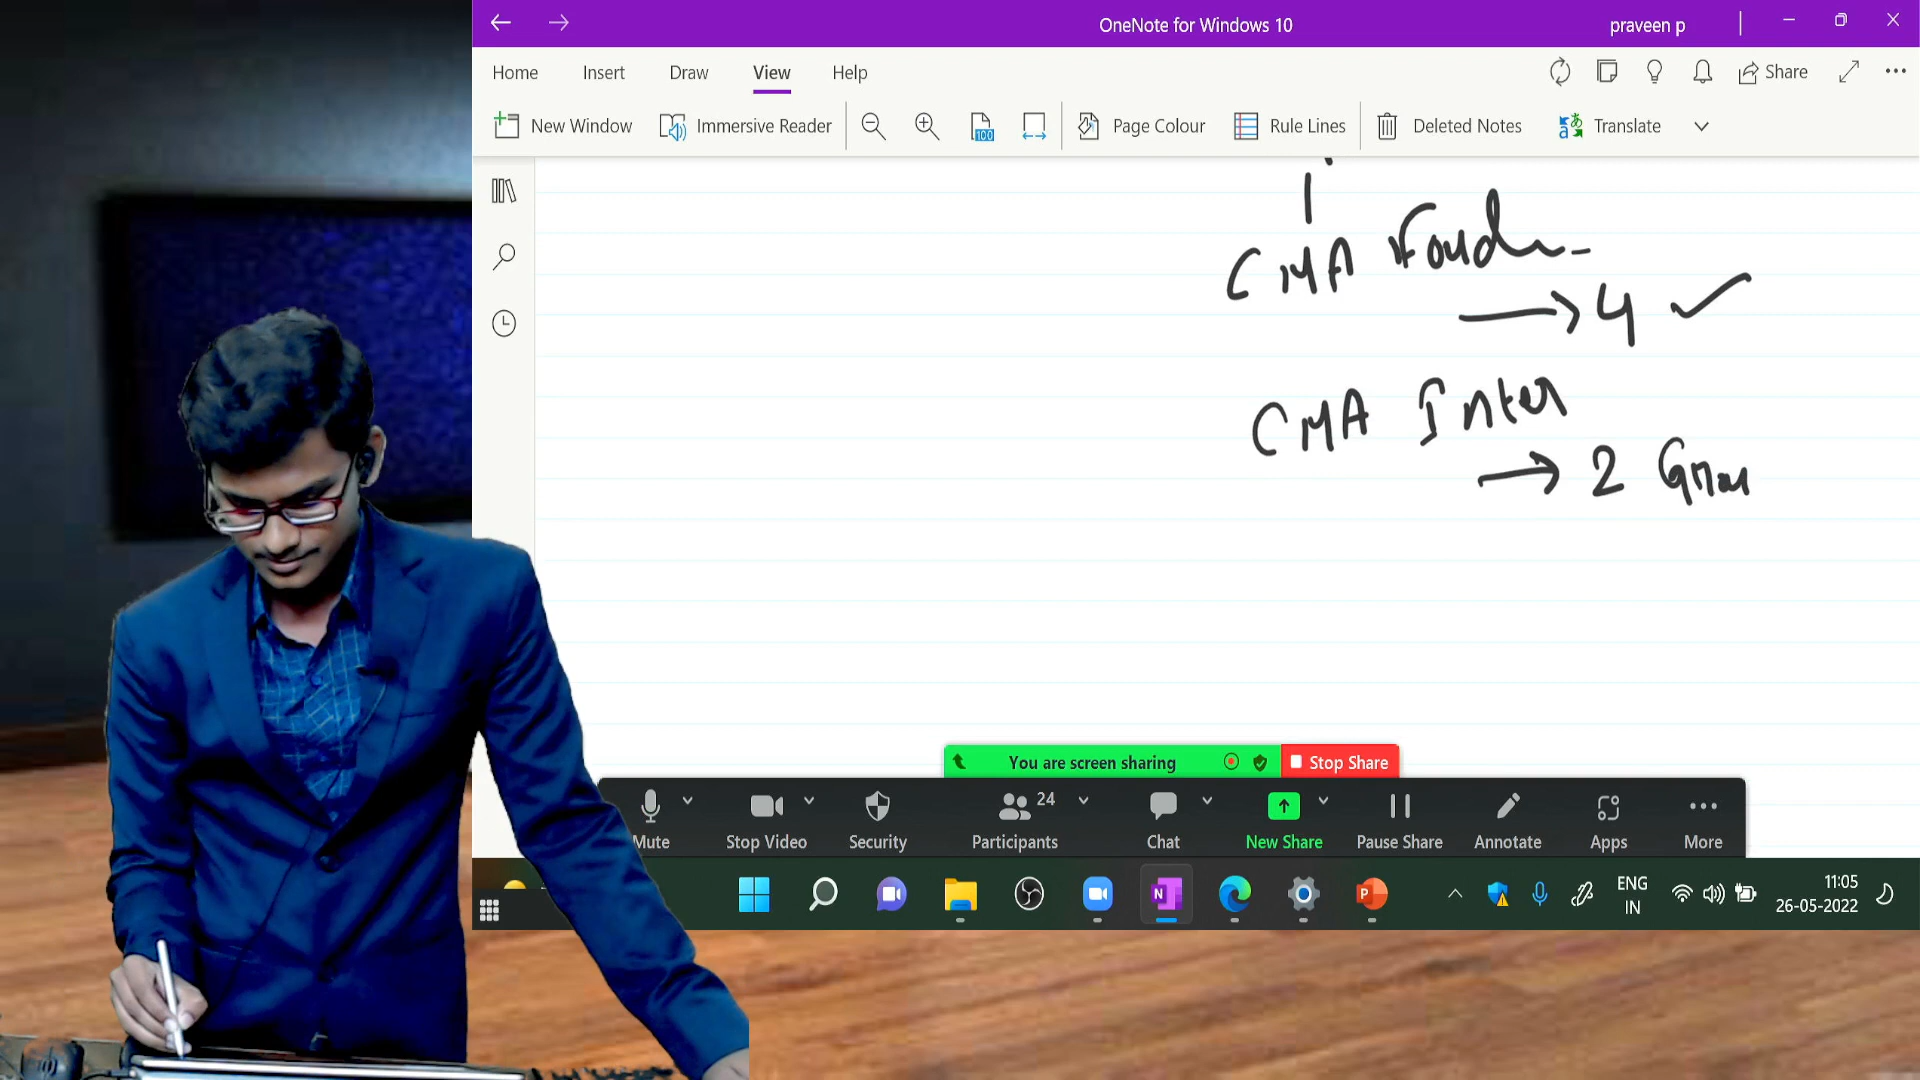 OneNote for Windows 10
praveen p
Home Insert Draw View Help
Share
New Window Immersive Reader Page Colour Rule Lines Deleted Notes Translate
100
CMA Foudn-
→ 4 ✓
CMA Inter
→ 2
You are screen sharing Stop Share
24
Mute Stop Video Security Participants Chat New Share Pause Share Annotate Apps More
ENG
IN
11:05
26-05-2022